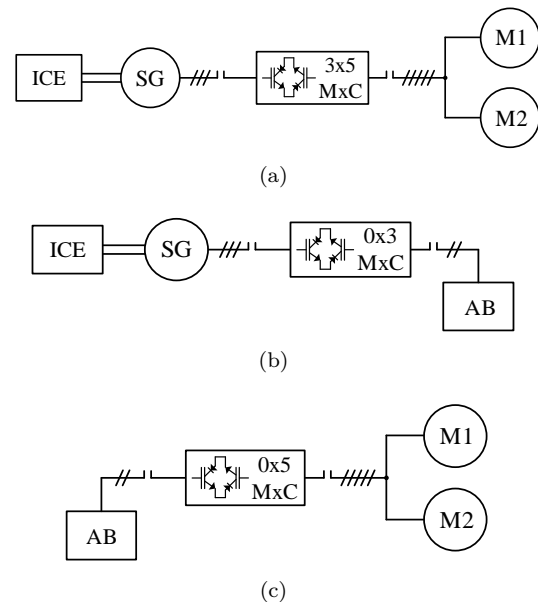 ICE SG 3x5 MxC M1
M2
(a)
ICE SG 0x3 MxC
AB
(b)
0x5 MxC M1
AB M2
(c)